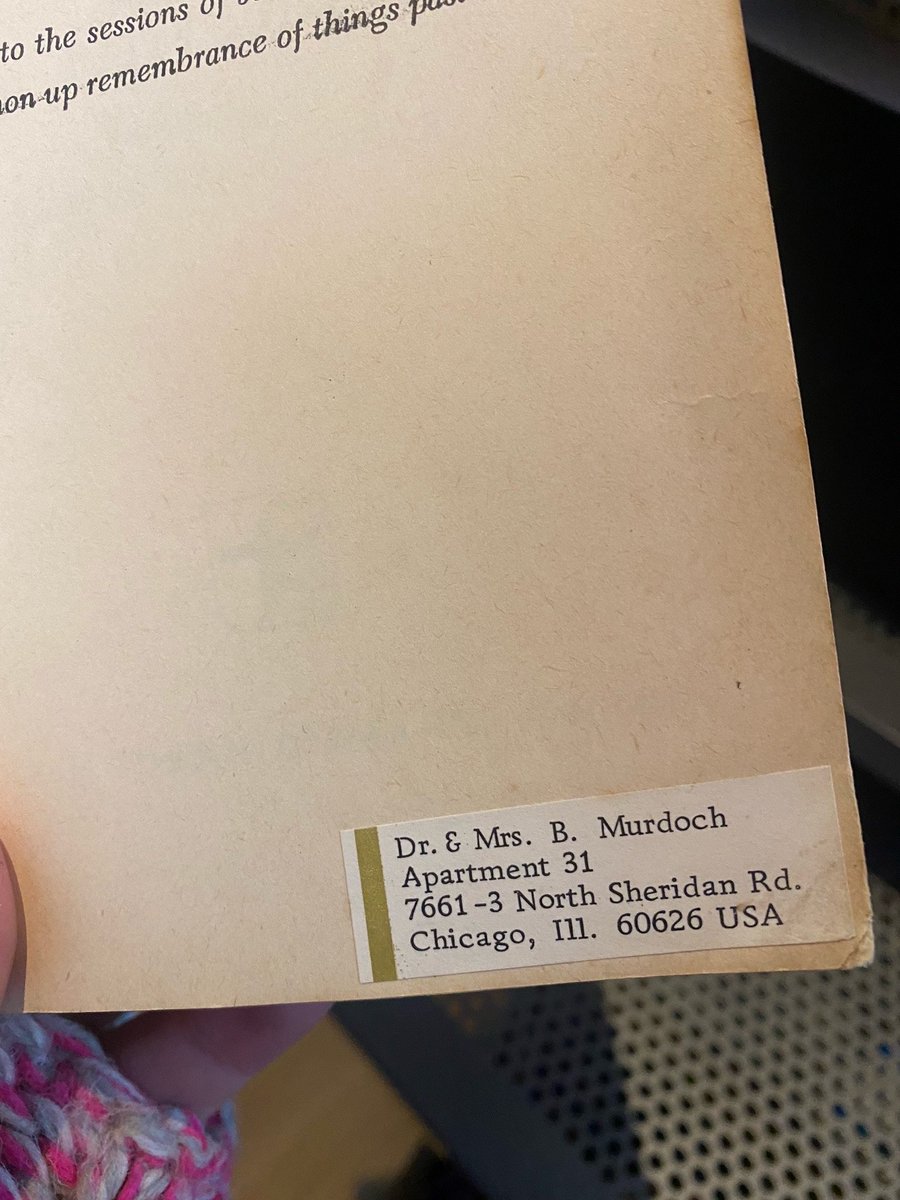 to the sessions of
up remembrance of things
Dr. & Mrs. B. Murdoch
Apartment 31
7661-3 North Sheridan Rd.
Chicago, Ill. 60626 USA